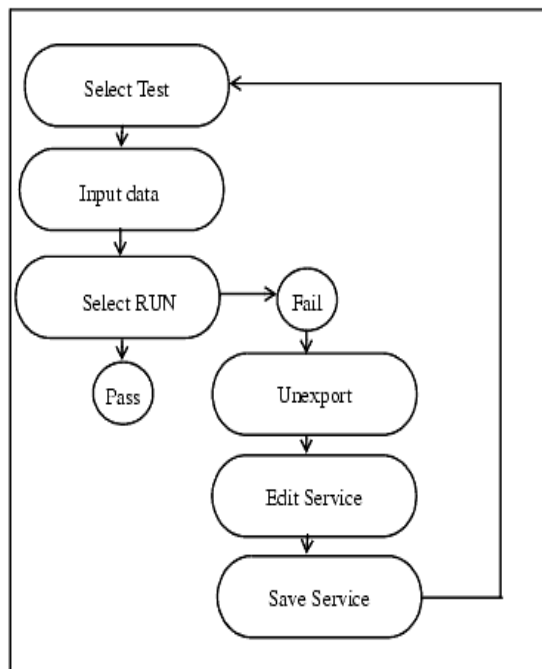 Select Test
Input data
Select RUN
Fail
Pass
Unexport
Edit Service
Save Service